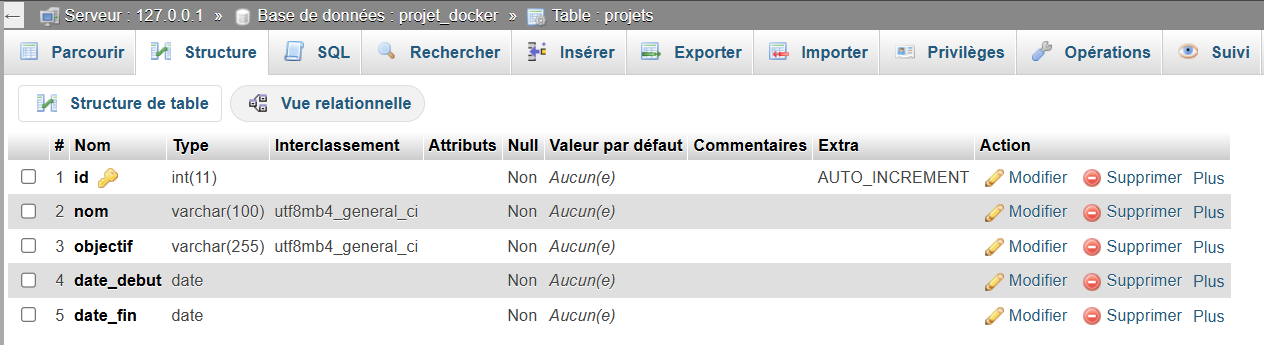 ← Serveur : 127.0.0.1 » Base de données : projet_docker » Table : projets
Parcourir Structure SQL Rechercher Insérer Exporter Importer Privilèges Opérations Suivi
Structure de table Vue relationnelle
# Nom Type Interclassement Attributs Null Valeur par défaut Commentaires Extra Action
1 id int(11) Non Aucun(e) AUTO_INCREMENT Modifier Supprimer Plus
2 nom varchar(100) utf8mb4_general_ci Non Aucun(e) Modifier Supprimer Plus
3 objectif varchar(255) utf8mb4_general_ci Non Aucun(e) Modifier Supprimer Plus
4 date_debut date Non Aucun(e) Modifier Supprimer Plus
5 date_fin date Non Aucun(e) Modifier Supprimer Plus